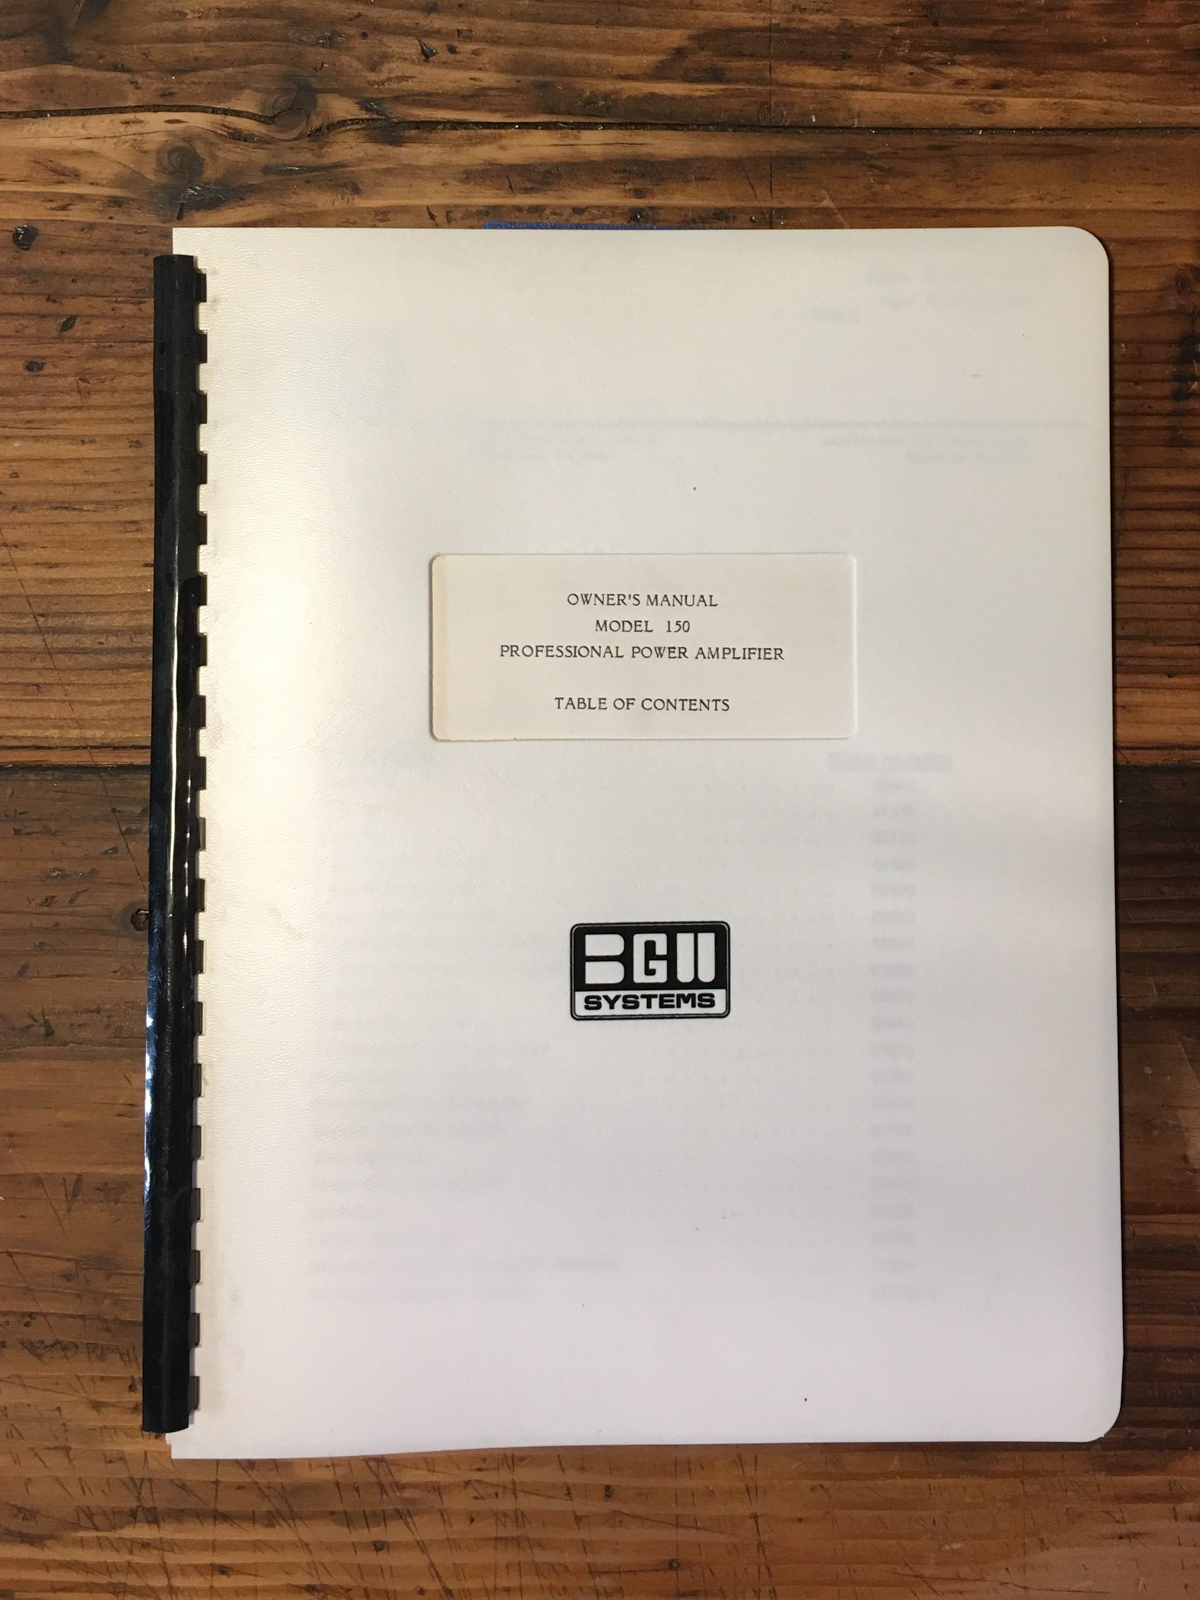 OWNER'S MANUAL
MODEL 150
PROFESSIONAL POWER AMPLIFIER
TABLE OF CONTENTS
BGW
SYSTEMS